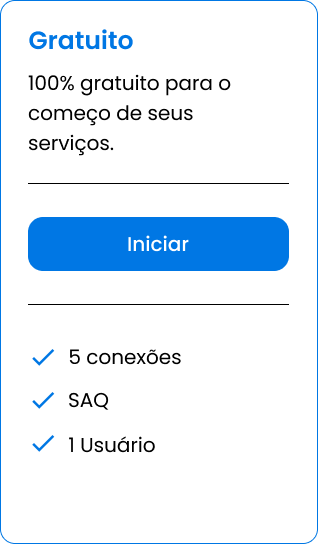 Gratuito
100% gratuito para o
começo de seus
serviços.
Iniciar
5 conexões
SAQ
1 Usuário